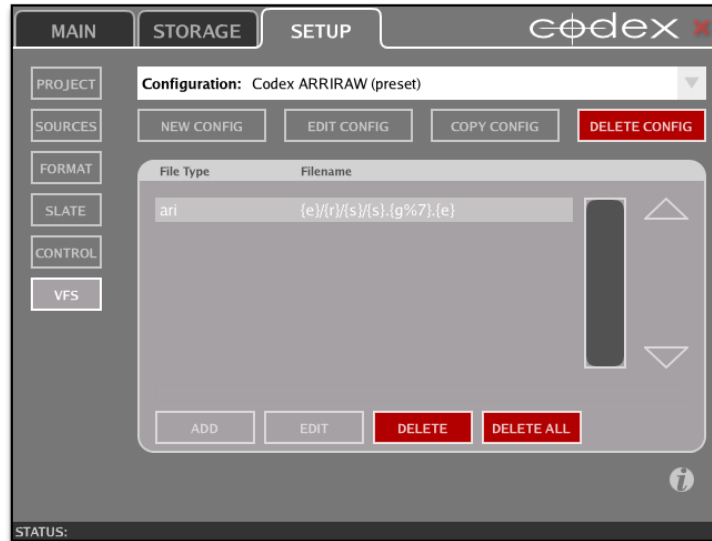 MAIN STORAGE SETUP codex
PROJECT
Configuration: Codex ARRIRAW (preset)
SOURCES
NEW CONFIG EDIT CONFIG COPY CONFIG DELETE CONFIG
FORMAT
File Type Filename
SLATE
ari {e}/{r}/{s}/{s}.{g%7}.{e}
CONTROL
VFS
ADD EDIT DELETE DELETE ALL
i
STATUS: